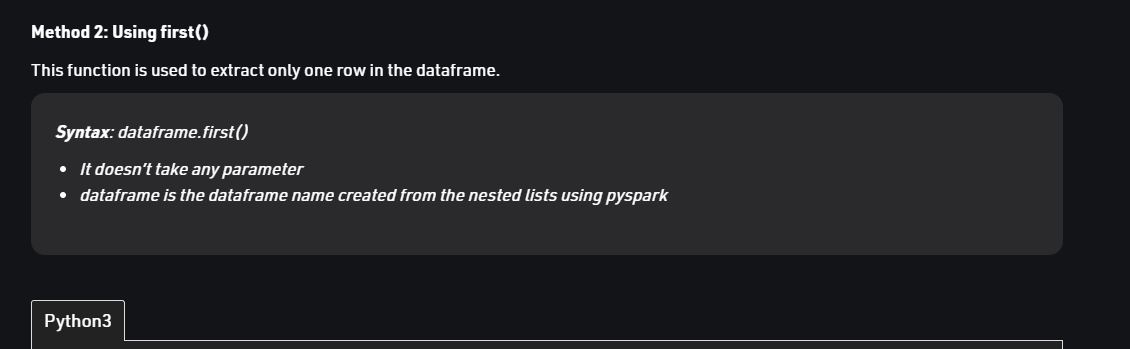 Method 2: Using first()
This function is used to extract only one row in the dataframe.
Syntax: dataframe.first()
• It doesn't take any parameter
• dataframe is the dataframe name created from the nested lists using pyspark
Python3